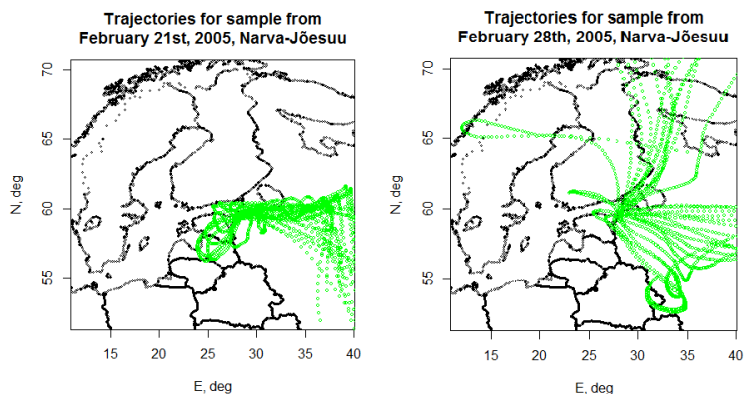 Trajectories for sample from
February 21st, 2005, Narva-Jõesuu
70
65
60
55
N, deg
15 20 25 30 35 40
E, deg
Trajectories for sample from
February 28th, 2005, Narva-Jõesuu
70
65
60
55
N, deg
15 20 25 30 35 40
E, deg